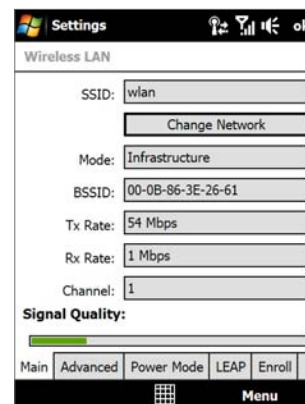 Settings ok
Wireless LAN
SSID: wlan
Change Network
Mode: Infrastructure
BSSID: 00-0B-86-3E-26-61
Tx Rate: 54 Mbps
Rx Rate: 1 Mbps
Channel: 1
Signal Quality:
Main Advanced Power Mode LEAP Enroll
Menu